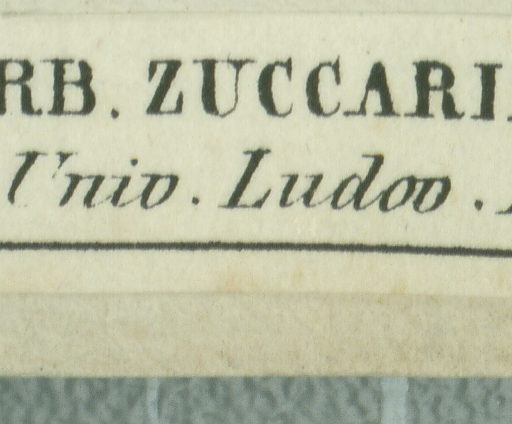 RB. ZUCCARI
Univ. Ludov.